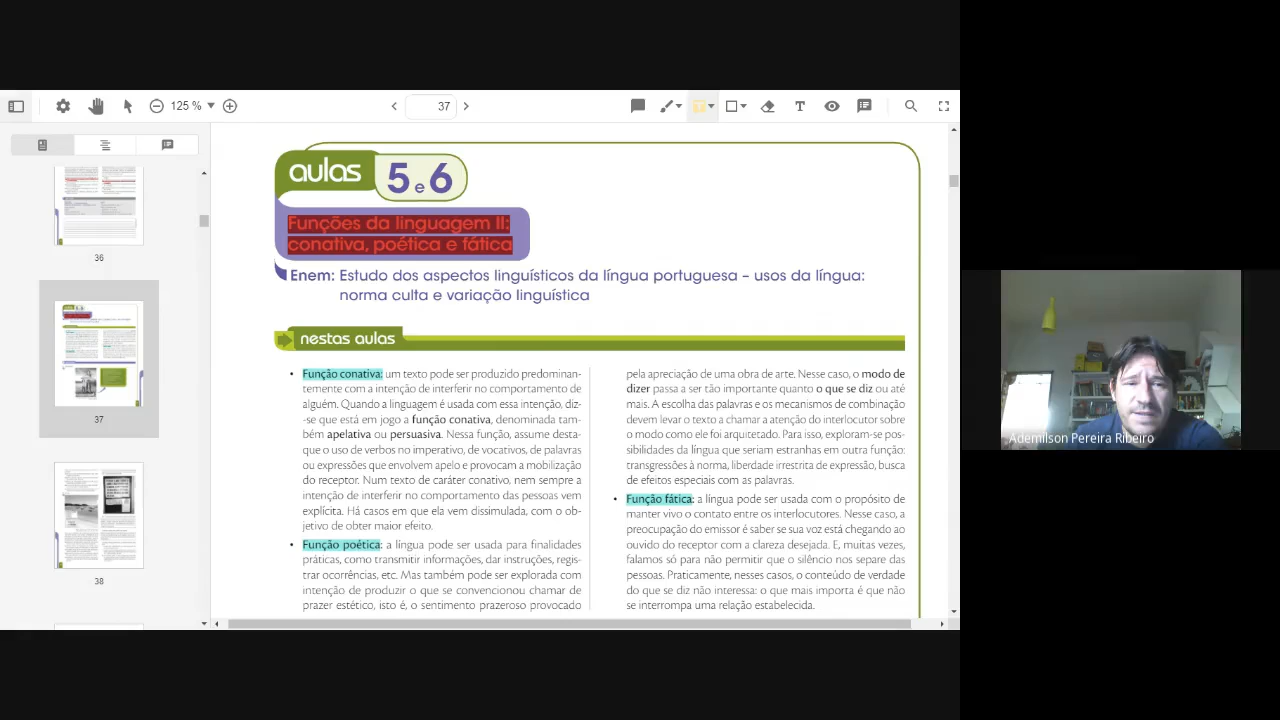 125 %
37
36
37
38
aulas 5 e 6
Funções da linguagem II:
conativa, poética e fática
Enem: Estudo dos aspectos linguísticos da língua portuguesa – usos da língua:
norma culta e variação linguística
nestas aulas
• Função conativa: um texto pode ser produzido predominan-
temente com a intenção de interferir no comportamento de
alguém. Quando a linguagem é usada com essa intenção, diz-
-se que está em jogo a função conativa, denominada tam-
bém apelativa ou persuasiva. Nessa função, assume desta-
que o uso de verbos no imperativo, de vocativos, de palavras
ou expressões que envolvem apelo e provocam mobilização
do receptor. Num texto de caráter conativo, nem sempre a
intenção de interferir no comportamento das pessoas vem
explícita. Há casos em que ela vem dissimulada, com o ob-
jetivo de obter maior efeito.
• Função poética: a língua pode ser usada para finalidades
práticas, como transmitir informações, dar instruções, regis-
trar ocorrências, etc. Mas também pode ser explorada com
intenção de produzir o que se convencionou chamar de
prazer estético, isto é, o sentimento prazeroso provocado
pela apreciação de uma obra de arte. Nesse caso, o modo de
dizer passa a ser tão importante quanto o que se diz ou até
mais. A escolha das palavras e os mecanismos de combinação
devem levar o texto a chamar a atenção do interlocutor sobre
o modo como ele foi arquitetado. Para isso, exploram-se pos-
sibilidades da língua que seriam estranhas em outra função:
transgressões à norma, liberdade de formas de expressão, busca
de efeitos especiais com as palavras.
• Função fática: a língua pode ser usada com o propósito de
manter vivo o contato entre os interlocutores. Nesse caso, a
preocupação do emissor é saber se sua voz está chegando ao
ouvido do receptor com a clareza desejada. E, muitas vezes,
falamos só para não permitir que o silêncio nos separe das
pessoas. Praticamente, nesses casos, o conteúdo de verdade
do que se diz não interessa: o que mais importa é que não
se interrompa uma relação estabelecida.
Ademilson Pereira Ribeiro